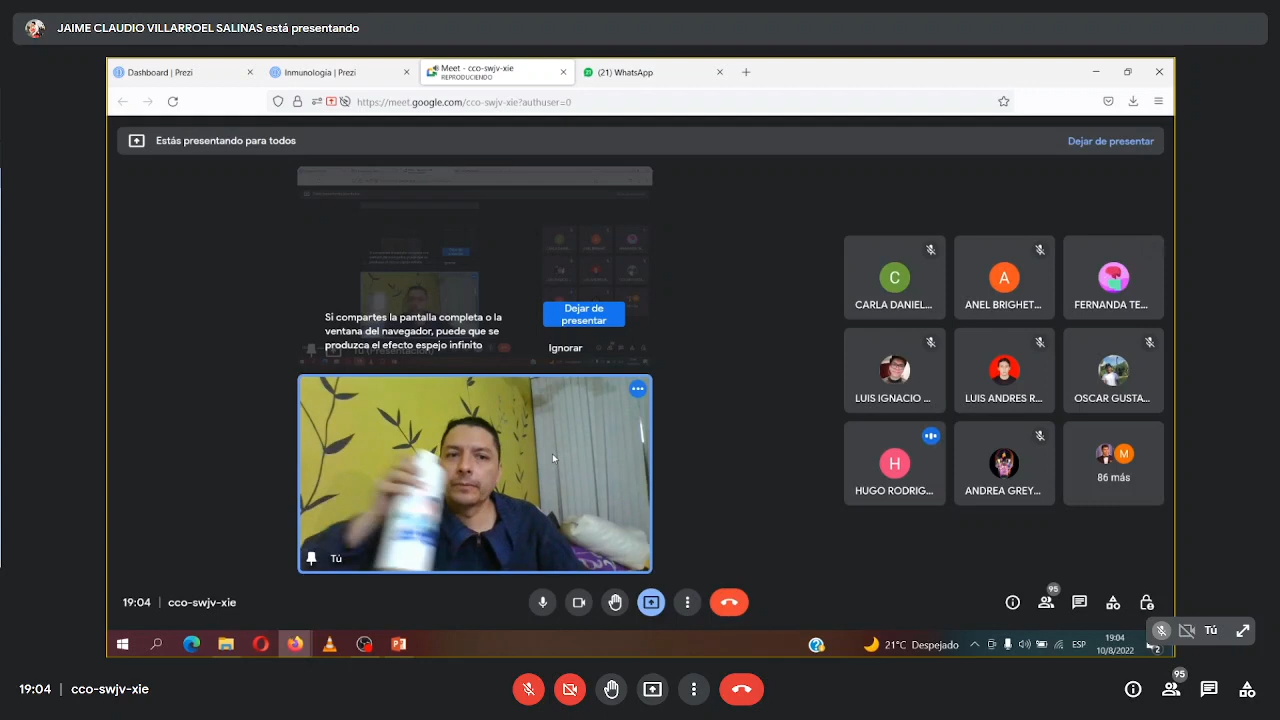 JAIME CLAUDIO VILLARROEL SALINAS está presentando
Dashboard | Prezi
Inmunologia | Prezi
Meet - cco-swjv-xie
REPRODUCIENDO
(21) WhatsApp
https://meet.google.com/cco-swjv-xie?authuser=0
Estás presentando para todos
Dejar de presentar
Si compartes la pantalla completa o la
ventana del navegador, puede que se
produzca el efecto espejo infinito
Dejar de
presentar
Ignorar
Tú (Presentación)
Tú
C
CARLA DANIEL...
A
ANEL BRIGHET...
FERNANDA TE...
LUIS IGNACIO ...
LUIS ANDRES R...
OSCAR GUSTA...
H
HUGO RODRIG...
ANDREA GREY...
M
86 más
19:04 | cco-swjv-xie
95
21°C Despejado
ESP
19:04
10/8/2022
2
Tú
19:04 | cco-swjv-xie
95